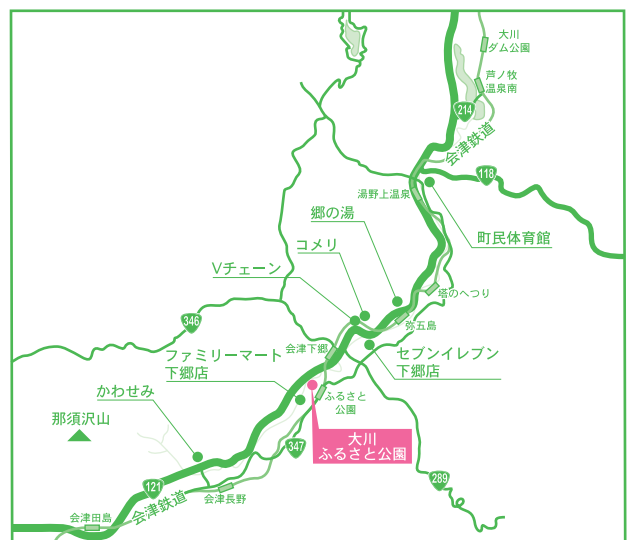 大川
ダム公園
芦ノ牧
温泉南
214
会津鉄道
118
湯野上温泉
郷の湯
町民体育館
コメリ
Vチェーン
塔のへつり
346
弥五島
会津下郷
ファミリーマート
下郷店
セブンイレブン
下郷店
かわせみ
ふるさと
公園
那須沢山
大川
ふるさと公園
347
289
121
会津鉄道
会津長野
会津田島